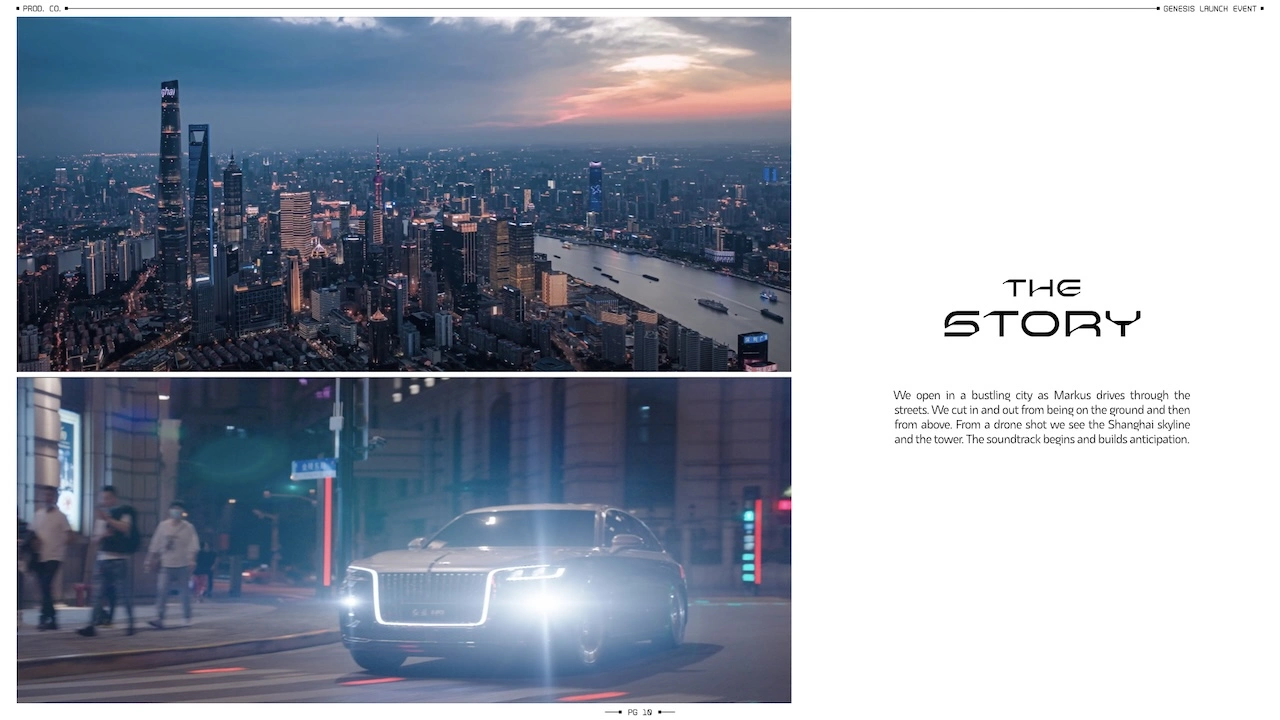 PROD. CO.
GENESIS LAUNCH EVENT
THE
STORY
We open in a bustling city as Markus drives through the
streets. We cut in and out from being on the ground and then
from above. From a drone shot we see the Shanghai skyline
and the tower. The soundtrack begins and builds anticipation.
PG 10